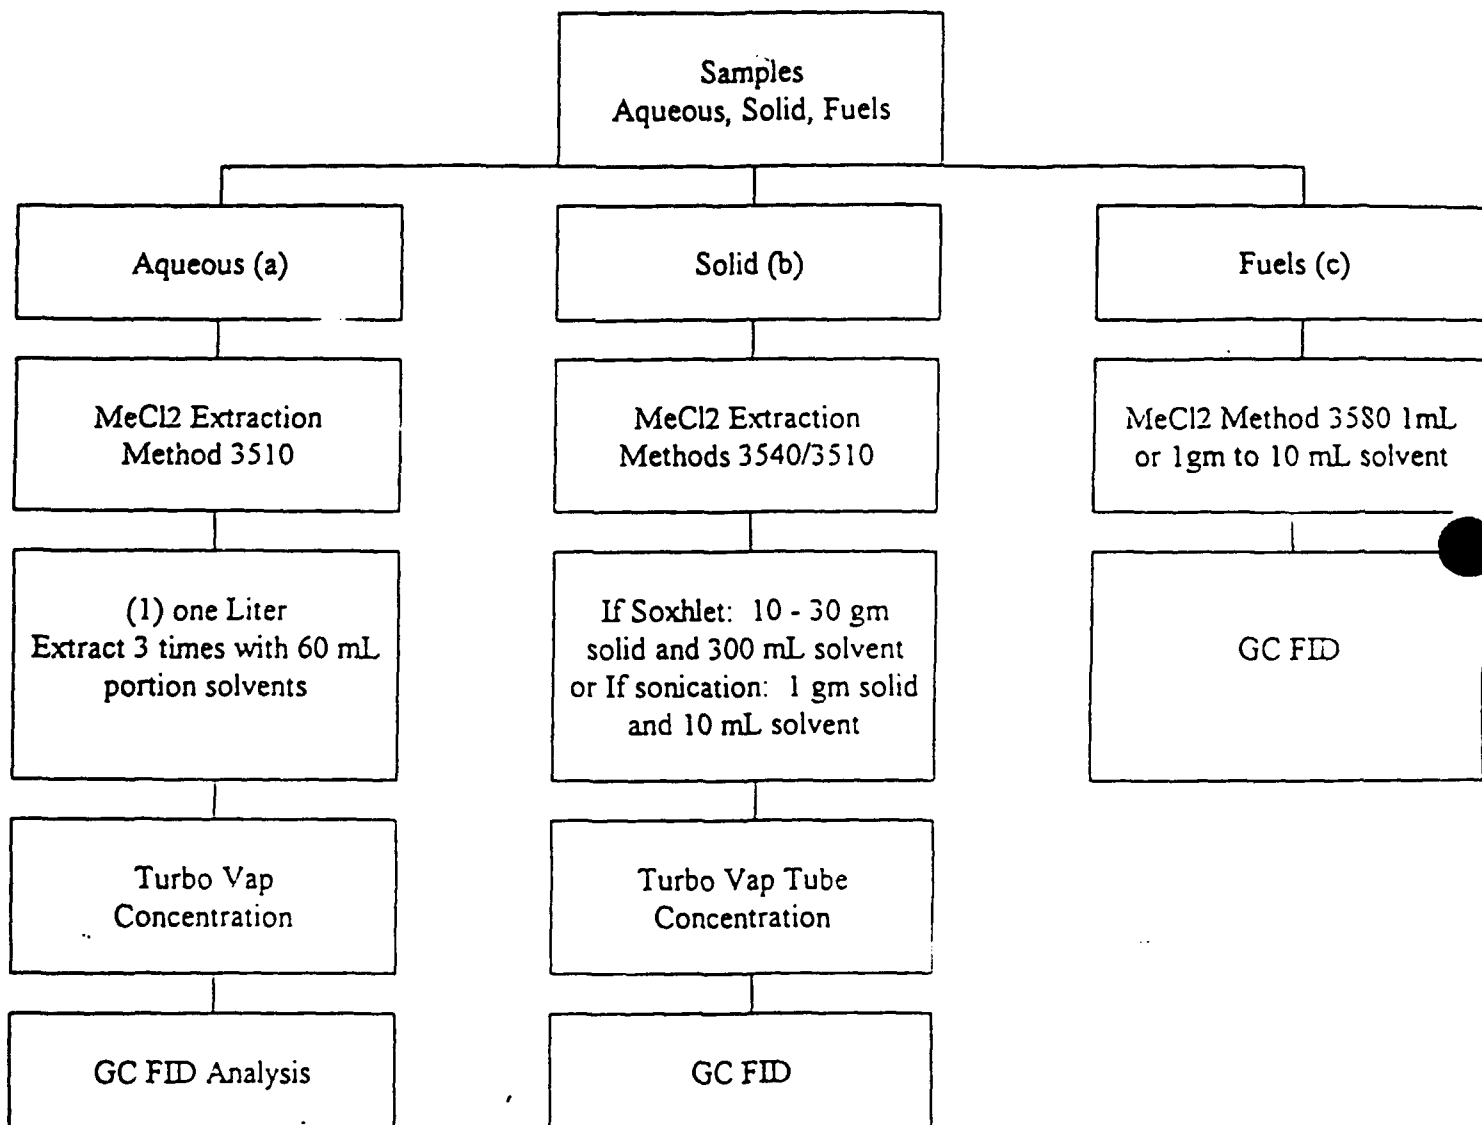 Samples
Aqueous, Solid, Fuels
Aqueous (a)
Solid (b)
Fuels (c)
MeCl2 Extraction
Method 3510
MeCl2 Extraction
Methods 3540/3510
MeCl2 Method 3580 1mL
or 1gm to 10 mL solvent
(1) one Liter
Extract 3 times with 60 mL
portion solvents
If Soxhlet: 10 - 30 gm
solid and 300 mL solvent
or If sonication: 1 gm solid
and 10 mL solvent
GC FID
Turbo Vap
Concentration
Turbo Vap Tube
Concentration
GC FID Analysis
GC FID